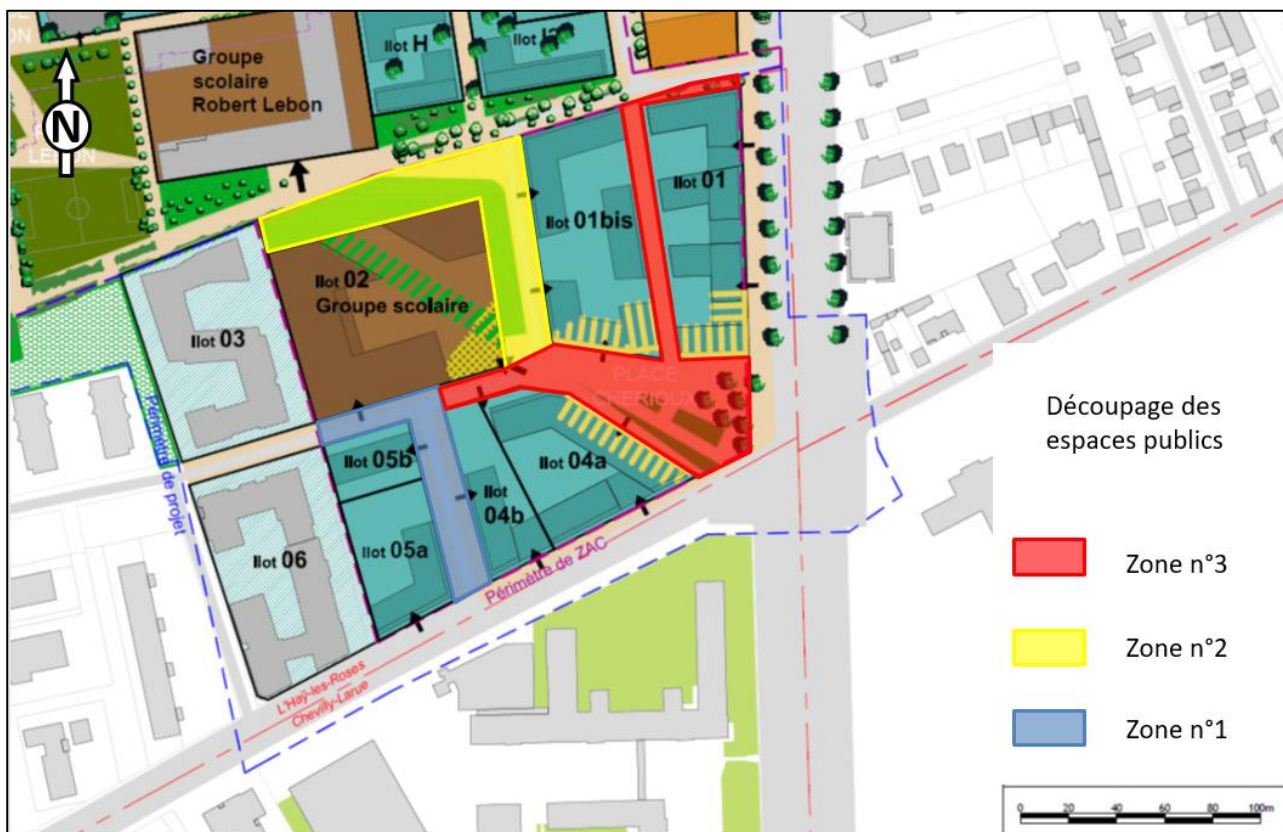 Ilot H
Groupe
scolaire
Robert Lebon
N
LEBON
Ilot 01
Ilot 01bis
Ilot 02
Groupe scolaire
Ilot 03
PLACE
CHERIOUX
Périmètre de projet
Ilot 05b
Ilot 04a
Ilot
04b
Ilot 06
Ilot 05a
Périmètre de ZAC
L'Haÿ-les-Roses
Chevilly-Larue
Découpage des
espaces publics
Zone n°3
Zone n°2
Zone n°1
0 20 40 60 80 100m